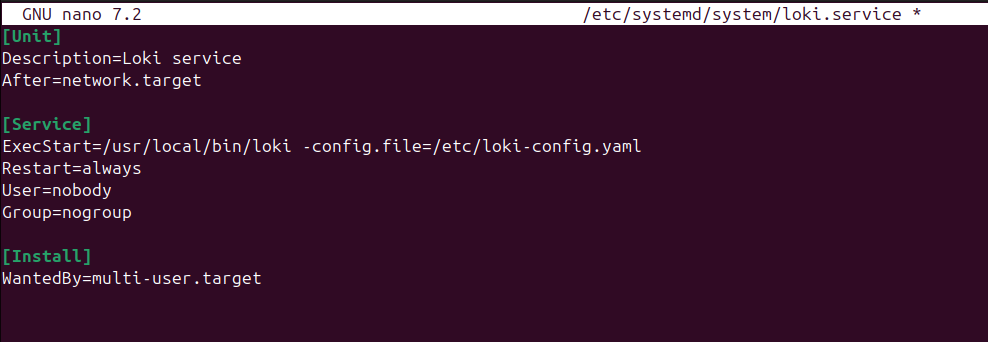 GNU nano 7.2 /etc/systemd/system/loki.service *
[Unit]
Description=Loki service
After=network.target
[Service]
ExecStart=/usr/local/bin/loki -config.file=/etc/loki-config.yaml
Restart=always
User=nobody
Group=nogroup
[Install]
WantedBy=multi-user.target